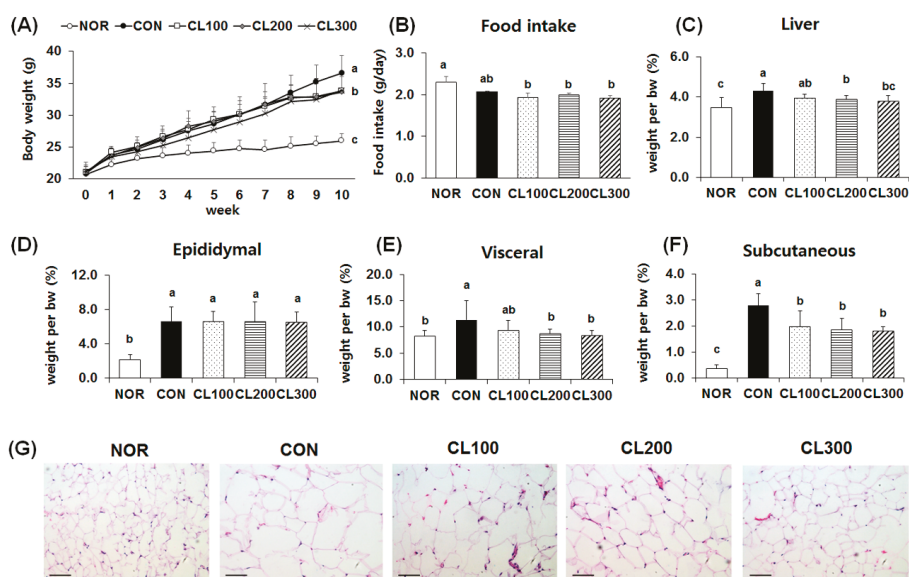 (A)
NOR CON CL100 CL200 CL300
Body weight (g)
40
35
30
25
20
a
b
c
0 1 2 3 4 5 6 7 8 9 10
week
(B)
Food intake
Food intake (g/day)
3.0
2.0
1.0
0.0
a ab b b b
NOR CON CL100 CL200 CL300
(C)
Liver
weight per bw (%)
6.0
4.0
2.0
0.0
c a ab b bc
NOR CON CL100 CL200 CL300
(D)
Epididymal
weight per bw (%)
12.0
8.0
4.0
0.0
b a a a a
NOR CON CL100 CL200 CL300
(E)
Visceral
weight per bw (%)
20.0
15.0
10.0
5.0
0.0
b a ab b b
NOR CON CL100 CL200 CL300
(F)
Subcutaneous
weight per bw (%)
4.0
3.0
2.0
1.0
0.0
c a b b b
NOR CON CL100 CL200 CL300
(G)
NOR CON CL100 CL200 CL300